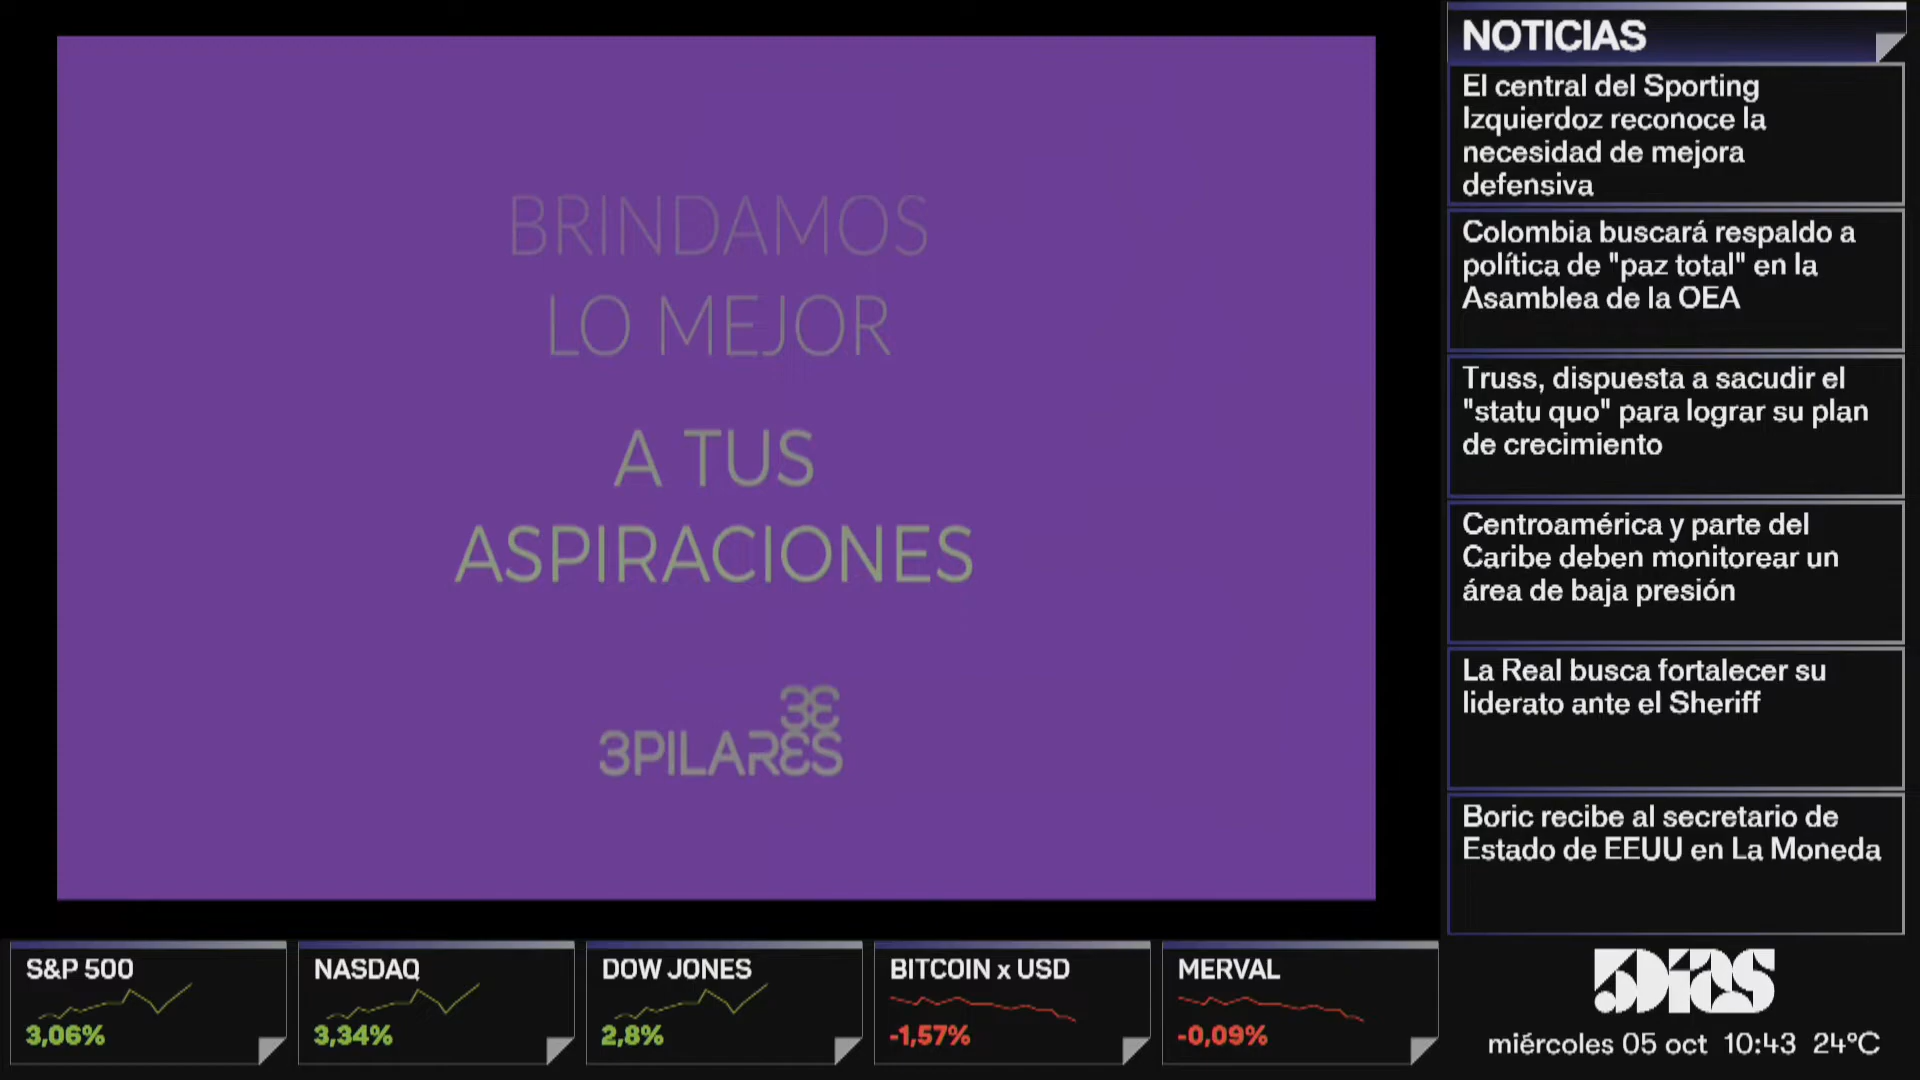 BRINDAMOS
LO MEJOR
A TUS
ASPIRACIONES
3PILARES
NOTICIAS
El central del Sporting
Izquierdoz reconoce la
necesidad de mejora
defensiva
Colombia buscará respaldo a
política de "paz total" en la
Asamblea de la OEA
Truss, dispuesta a sacudir el
"statu quo" para lograr su plan
de crecimiento
Centroamérica y parte del
Caribe deben monitorear un
área de baja presión
La Real busca fortalecer su
liderato ante el Sheriff
Boric recibe al secretario de
Estado de EEUU en La Moneda
S&P 500
3,06%
NASDAQ
3,34%
DOW JONES
2,8%
BITCOIN x USD
-1,57%
MERVAL
-0,09%
5Días
miércoles 05 oct 10:43 24°C